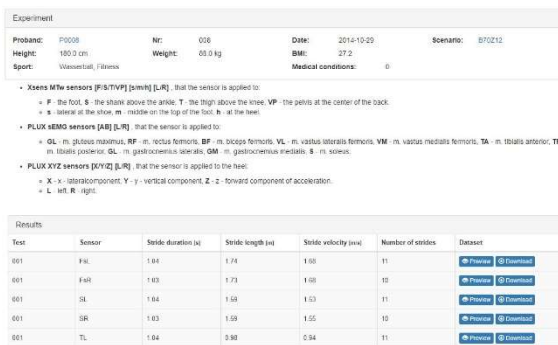 Experiment
Proband: P0008 Nr: 008 Date: 2014-10-29 Scenario: B70Z12
Height: 180.0 cm Weight: 88.0 kg BMI: 27.2
Sport: Wasserball, Fitness Medical conditions: 0
Xsens MTw sensors [F/S/T/VP] [s/m/h] [L/R] , that the sensor is applied to:
F - the foot, S - the shank above the ankle, T - the thigh above the knee, VP - the pelvis at the center of the back.
s - lateral at the shoe, m - middle on the top of the foot, h - at the heel.
PLUX sEMG sensors [AB] [L/R] , that the sensor is applied to:
GL - m. gluteus maximus, RF - m. rectus femoris, BF - m. biceps femoris, VL - m. vastus lateralis femoris, VM - m. vastus medialis femoris, TA - m. tibialis anterior,
m. tibialis posterior, GL - m. gastrocnemius lateralis, GM - m. gastrocnemius medialis, S - m. soleus.
PLUX XYZ sensors [X/Y/Z] [L/R] , that the sensor is applied to the heel:
X - x - lateralcomponent, Y - y - vertical component, Z - z - forward component of acceleration.
L - left, R - right.
Results
Test Sensor Stride duration [s] Stride length [m] Stride velocity [m/s] Number of strides Dataset
001 FsL 1.04 1.74 1.68 11 Preview Download
001 FsR 1.03 1.73 1.68 10 Preview Download
001 SL 1.04 1.59 1.53 11 Preview Download
001 SR 1.03 1.59 1.55 10 Preview Download
001 TL 1.04 0.98 0.94 11 Preview Download